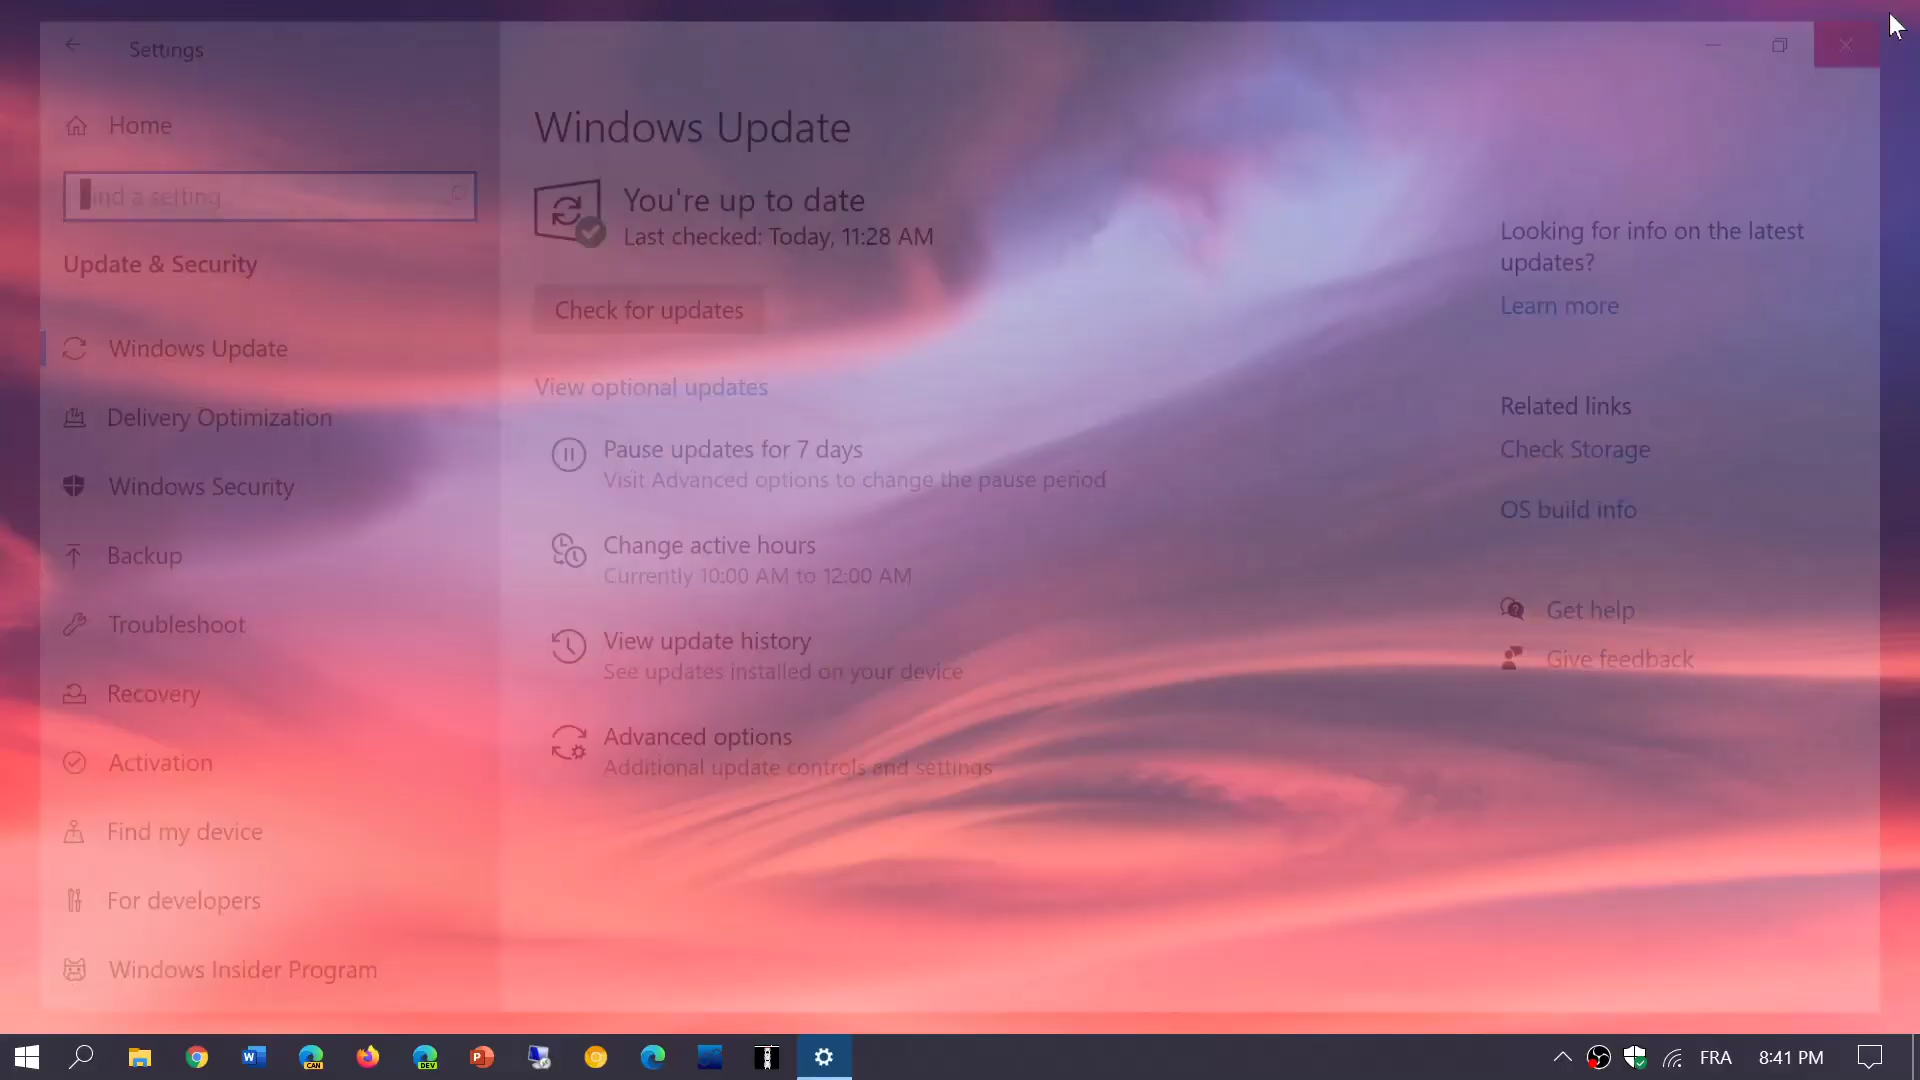 Settings
Home
ind a setting
Update & Security
Windows Update
Delivery Optimization
Windows Security
Backup
Troubleshoot
Recovery
Activation
Find my device
For developers
Windows Insider Program
Windows Update
You're up to date
Last checked: Today, 11:28 AM
Check for updates
View optional updates
Pause updates for 7 days
Visit Advanced options to change the pause period
Change active hours
Currently 10:00 AM to 12:00 AM
View update history
See updates installed on your device
Advanced options
Additional update controls and settings
Looking for info on the latest
updates?
Learn more
Related links
Check Storage
OS build info
Get help
Give feedback
W
CAN
DEV
P
FRA
8:41 PM